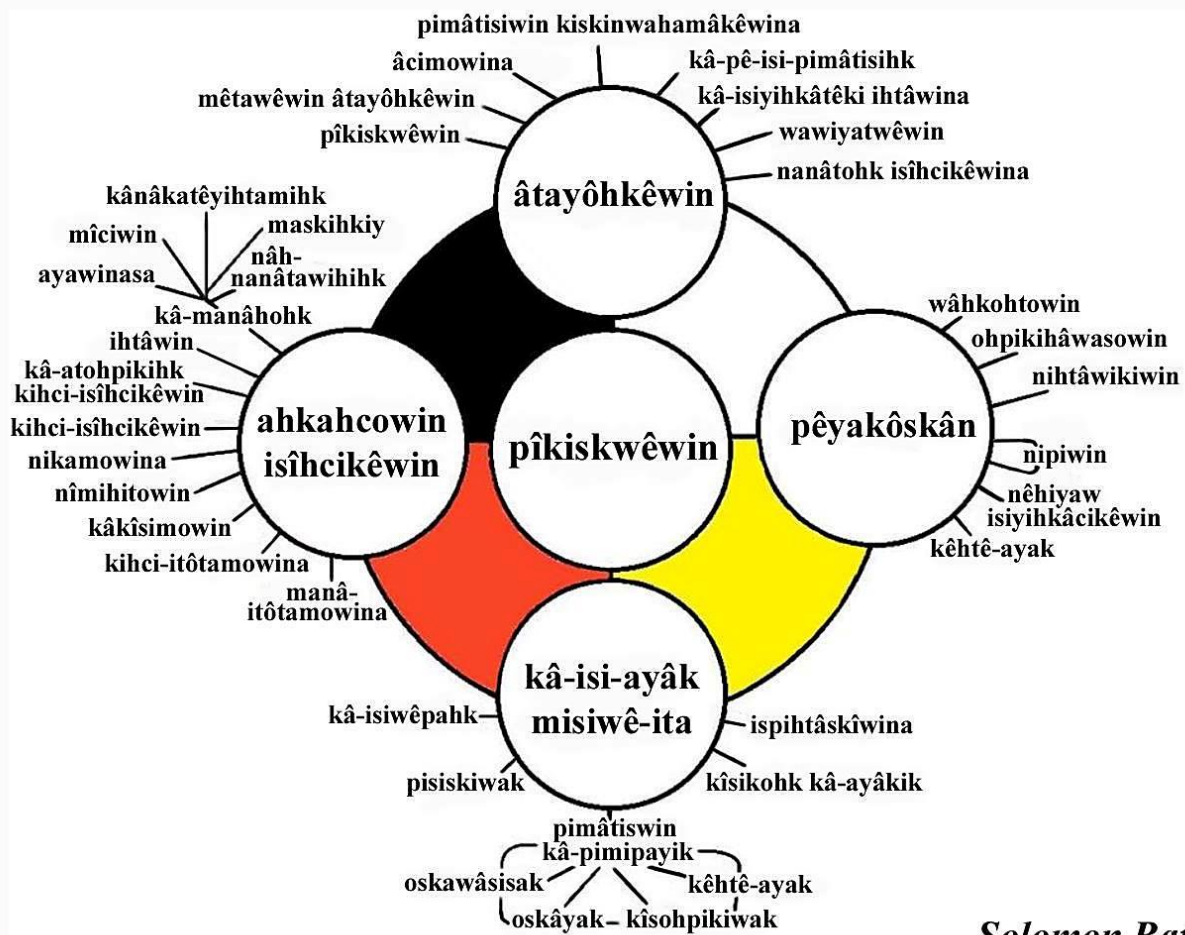 pimâtisiwin kiskinwahamâkêwina
âcimowina
kâ-pê-isi-pimâtisihk
mêtawêwin âtayôhkêwin
kâ-isiyihkâtêki ihtâwina
pîkiskwêwin
wawiyatwêwin
nanâtohk isîhcikêwina
âtayôhkêwin
kânâkatêyihtamihk
mîciwin
maskihkiy
ayawinasa
nâh-
nanâtawihihk
kâ-manâhohk
ihtâwin
kâ-atohpikihk
kihci-isîhcikêwin
kihci-isîhcikêwin
nikamowina
nîmihitowin
kâkîsimowin
kihci-itôtamowina
manâ-
itôtamowina
ahkahcowin
isîhcikêwin
pîkiskwêwin
pêyakôskân
wâhkohtowin
ohpikihâwasowin
nihtâwikiwin
nipiwin
nêhiyaw
isiyihkâcikêwin
kêhtê-ayak
kâ-isi-ayâk
misiwê-ita
kâ-isiwêpahk
ispihtâskîwina
pisiskiwak
kîsikohk kâ-ayâkik
pimâtiswin
kâ-pimipayik
oskawâsisak
kêhtê-ayak
oskâyak – kîsohpikiwak
Solomon